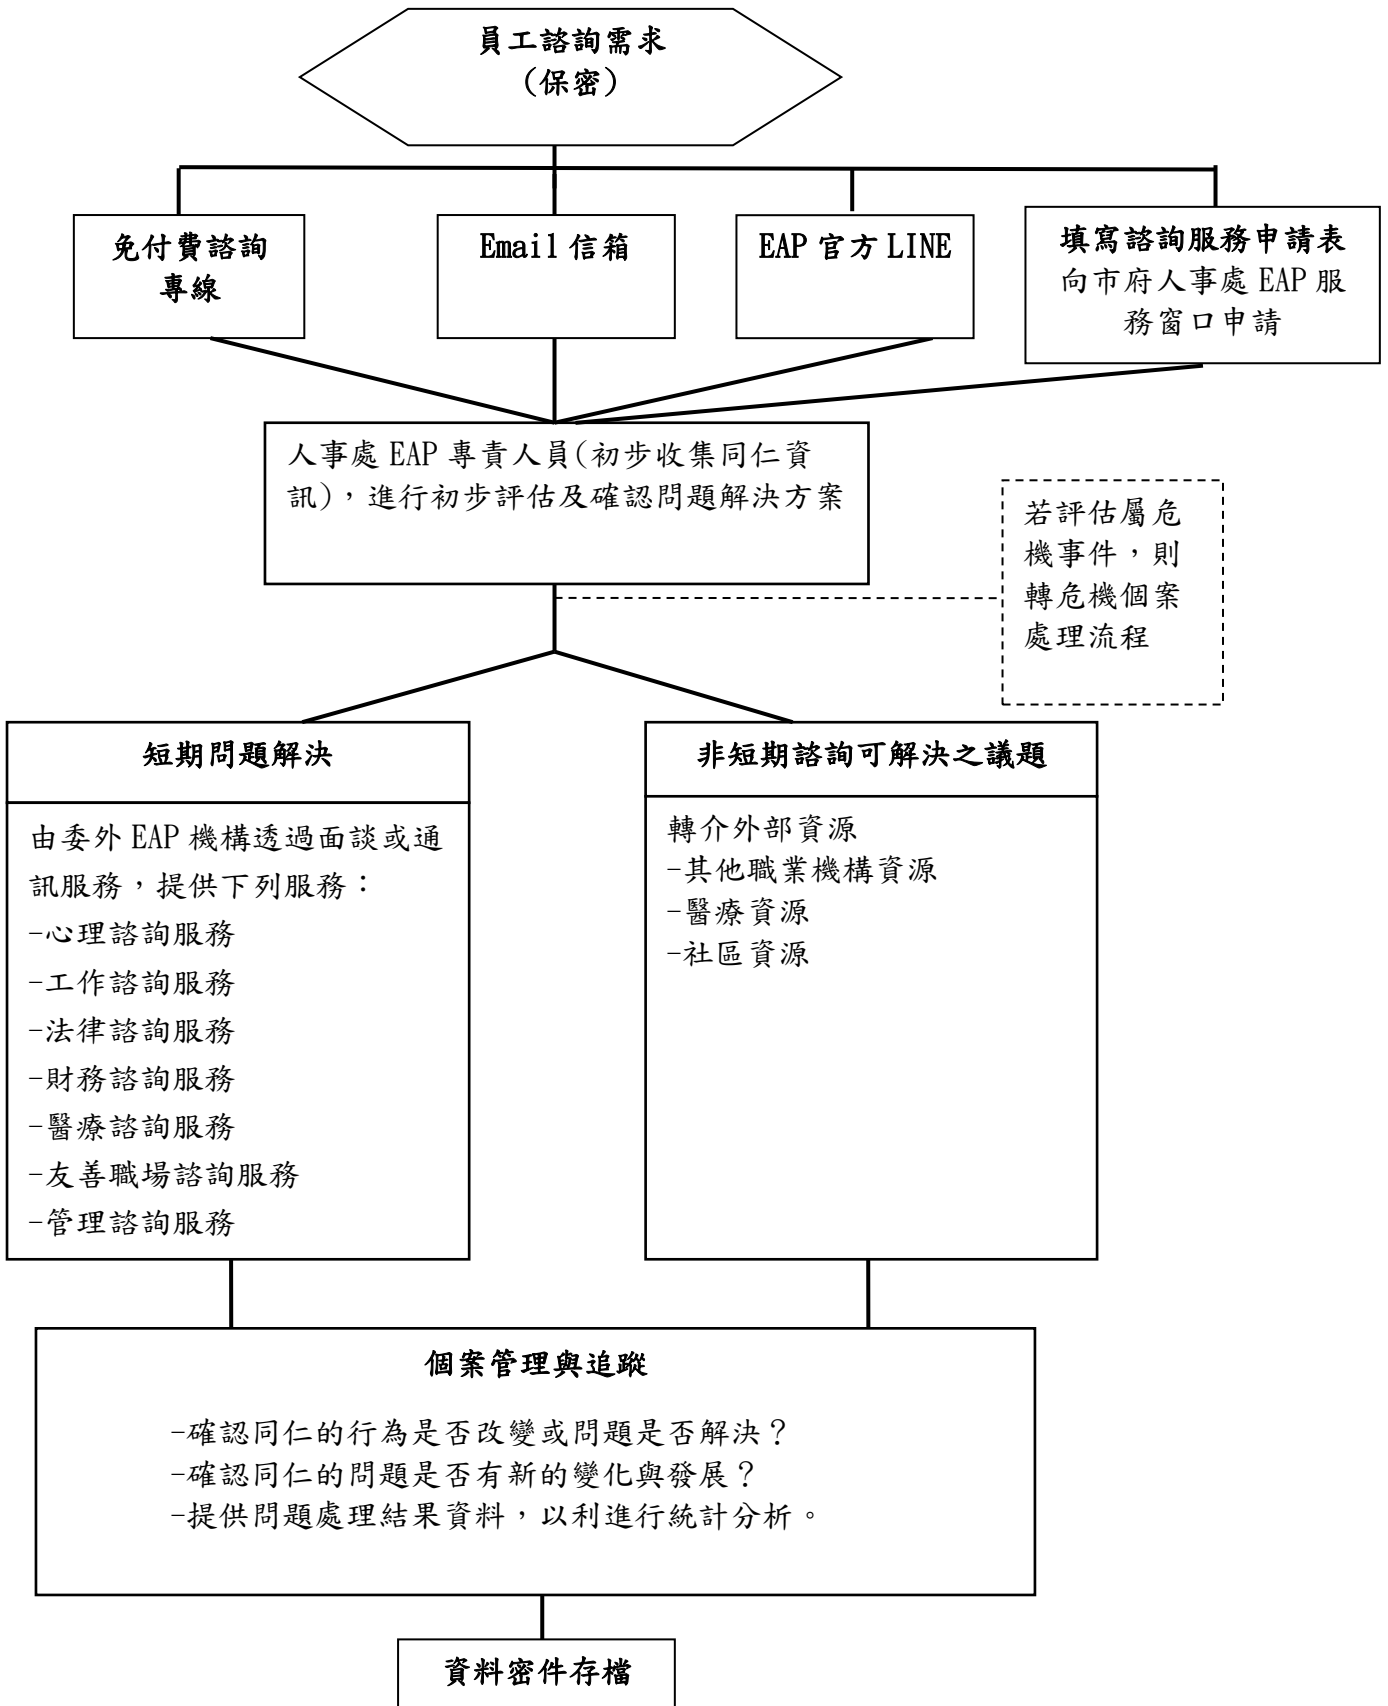 員工諮詢需求
(保密)
免付費諮詢
專線
Email 信箱
EAP 官方 LINE
填寫諮詢服務申請表
向市府人事處 EAP 服
務窗口申請
人事處 EAP 專責人員(初步收集同仁資
訊)，進行初步評估及確認問題解決方案
若評估屬危
機事件，則
轉危機個案
處理流程
短期問題解決
由委外 EAP 機構透過面談或通
訊服務，提供下列服務：
-心理諮詢服務
-工作諮詢服務
-法律諮詢服務
-財務諮詢服務
-醫療諮詢服務
-友善職場諮詢服務
-管理諮詢服務
非短期諮詢可解決之議題
轉介外部資源
-其他職業機構資源
-醫療資源
-社區資源
個案管理與追蹤
-確認同仁的行為是否改變或問題是否解決？
-確認同仁的問題是否有新的變化與發展？
-提供問題處理結果資料，以利進行統計分析。
資料密件存檔